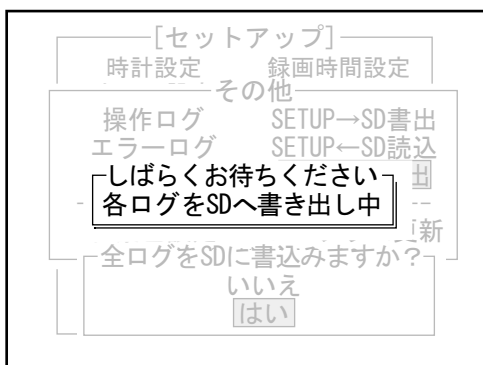 [セットアップ]
時計設定 録画時間設定
その他
操作ログ SETUP→SD書出
エラーログ SETUP←SD読込
出
しばらくお待ちください
各ログをSDへ書き出し中
更新
全ログをSDに書込みますか?
いいえ
はい